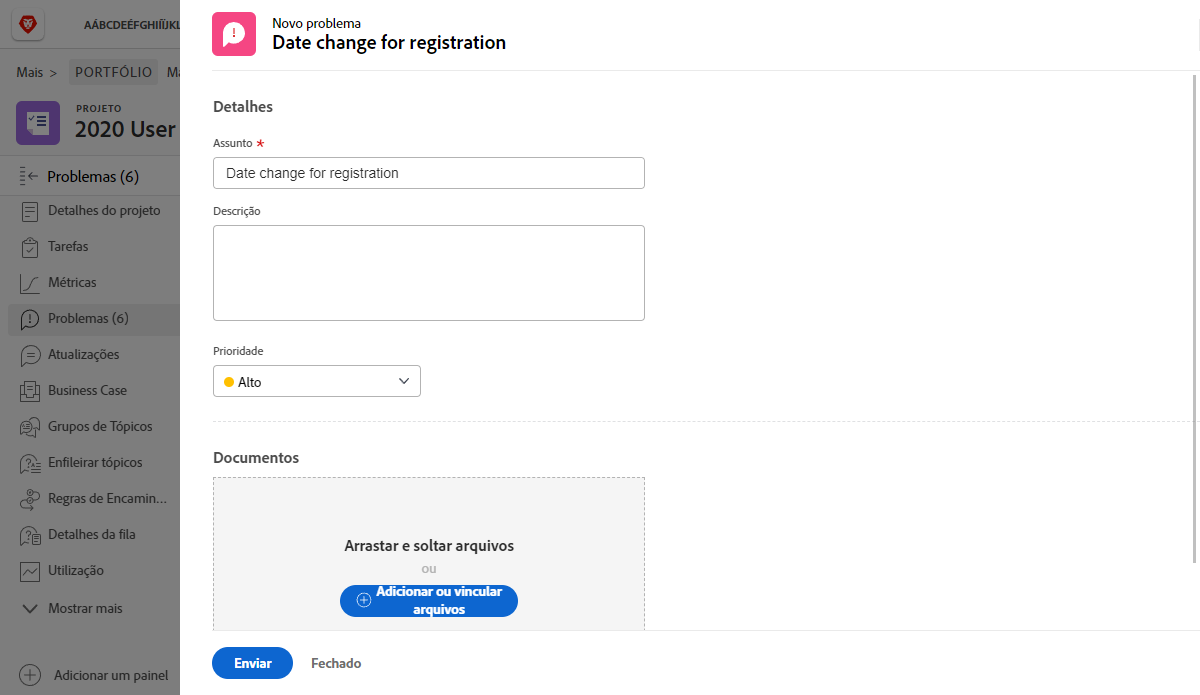 AÁBCDEÉFGHIÍÏJKL
Mais >
PORTFÓLIO
PROJETO
2020 User
Problemas (6)
Detalhes do projeto
Tarefas
Métricas
Problemas (6)
Atualizações
Business Case
Grupos de Tópicos
Enfileirar tópicos
Regras de Encamin...
Detalhes da fila
Utilização
Mostrar mais
Adicionar um painel
Novo problema
Date change for registration
Detalhes
Assunto *
Date change for registration
Descrição
Prioridade
Alto
Documentos
Arrastar e soltar arquivos
ou
Adicionar ou vincular
arquivos
Enviar
Fechado